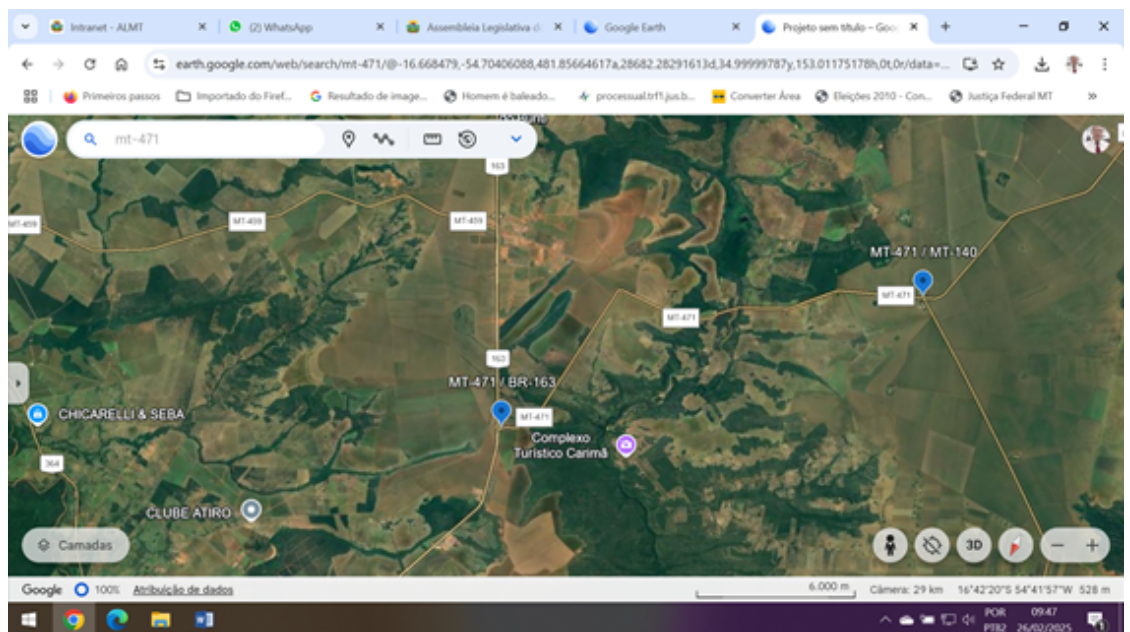 Intranet - ALMT
(2) WhatsApp
Assembleia Legislativa d
Google Earth
Projeto sem título – Goo
earth.google.com/web/search/mt-471/@-16.668479,-54.70406088,481.85664617a,28682.28291613d,34.99999787y,153.01175178h,0t,0r/data=...
Primeiros passos
Importado do Firef...
Resultado de image...
Homem é baleado...
processual.trf1.jus.b...
Converter Área
Eleições 2010 - Con...
Justiça Federal MT
»
mt-471
163
MT-459
MT-459
MT-459
MT-471 / MT-140
MT-471
MT-471
163
MT-471 / BR-163
MT-471
CHICARELLI & SEBA
Complexo
Turístico Carimã
364
CLUBE ATIRO
Camadas
3D
Google
100%
Atribuição de dados
6.000 m
Câmera: 29 km
16°42'20"S 54°41'57"W
528 m
POR
PTB2
09:47
26/02/2025